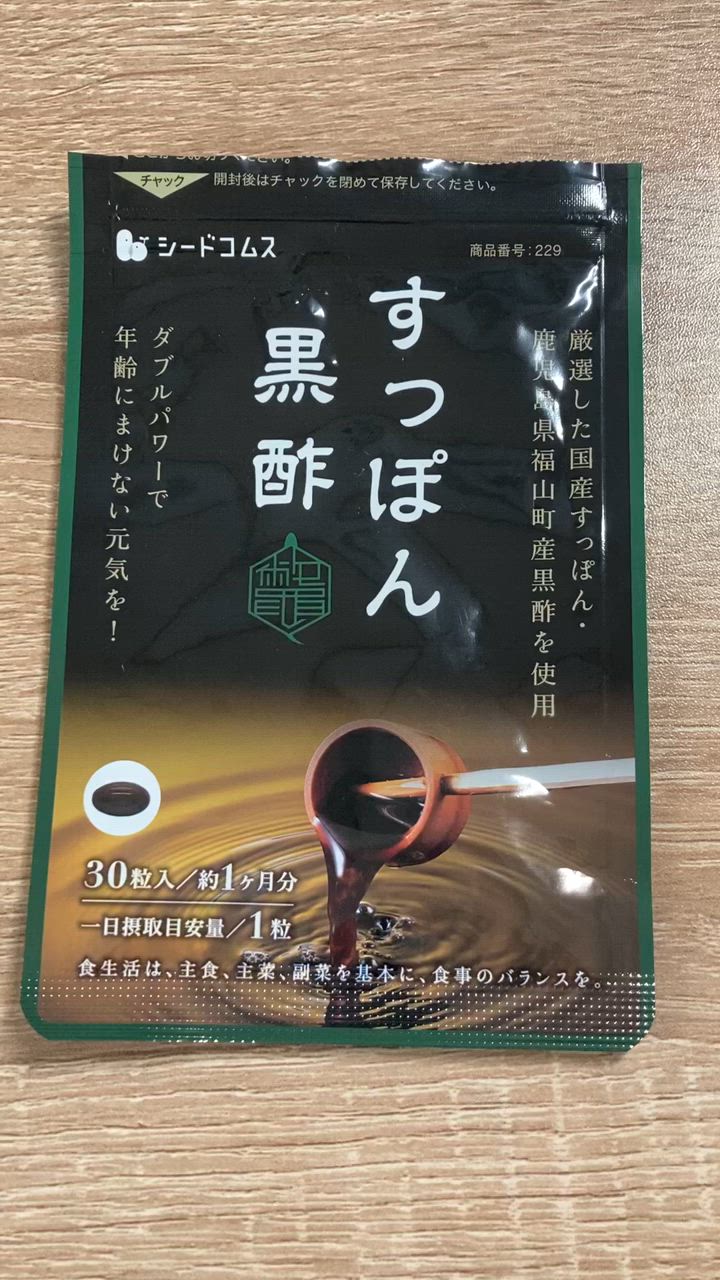 チャック
開封後はチャックを閉めて保存してください。
シードコムス
商品番号:229
厳選した国産すっぽん・
鹿児島県福山町産黒酢を使用
すっぽん
黒酢
ダブルパワーで
年齢にまけない元気を!
30粒入/約1ヶ月分
一日摂取目安量/1粒
食生活は、主食、主菜、副菜を基本に、食事のバランスを。